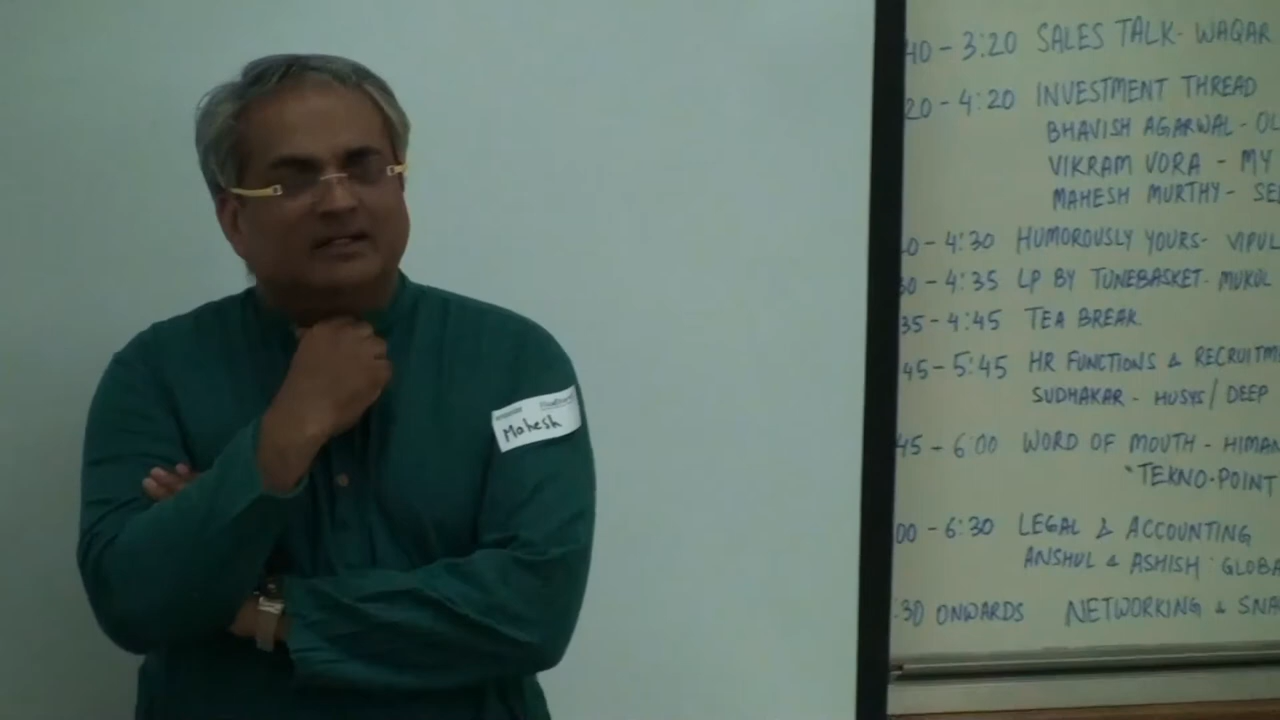 Mahesh
40 - 3:20 SALES TALK - WAQAR
20 - 4:20 INVESTMENT THREAD
BHAVISH AGARWAL - OL
VIKRAM VORA - MY
MAHESH MURTHY - SE
0 - 4:30 HUMOROUSLY YOURS - VIPUL
30 - 4:35 LP BY TUNEBASKET - MUKUL
35 - 4:45 TEA BREAK.
45 - 5:45 HR FUNCTIONS & RECRUITM
SUDHAKAR - HUSYS / DEEP
45 - 6:00 WORD OF MOUTH - HIMAN
"TEKNO-POINT
00 - 6:30 LEGAL & ACCOUNTING
ANSHUL & ASHISH GLOBA
.30 ONWARDS NETWORKING & SNA